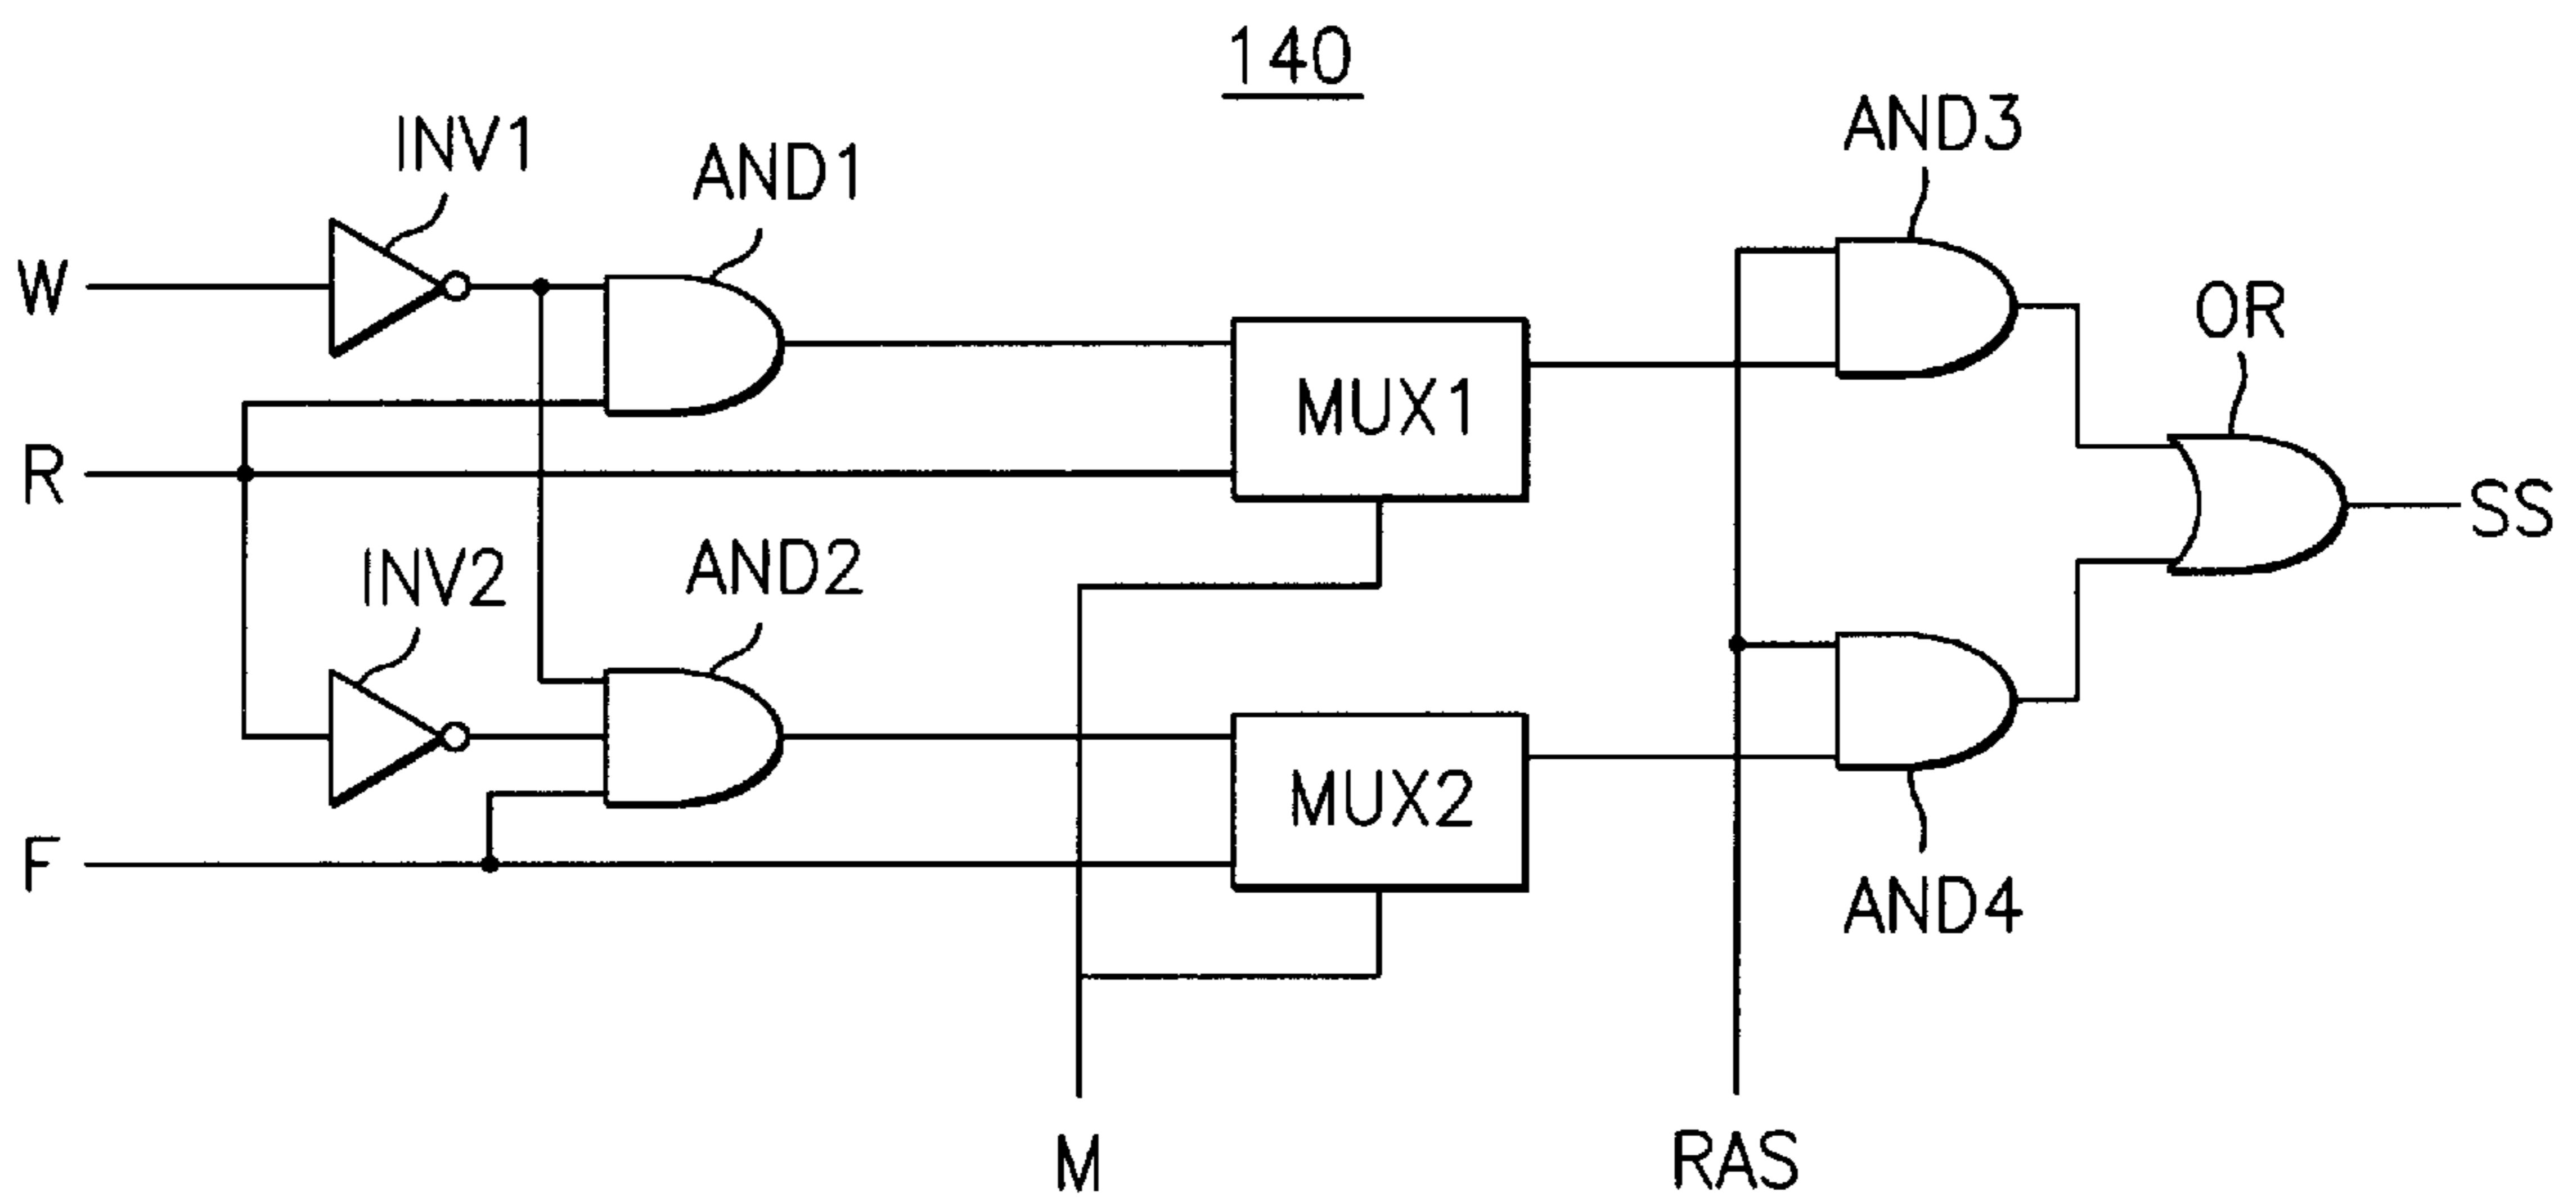 140
INV1
AND1
AND3
W
OR
MUX1
R
SS
INV2
AND2
MUX2
F
AND4
M
RAS